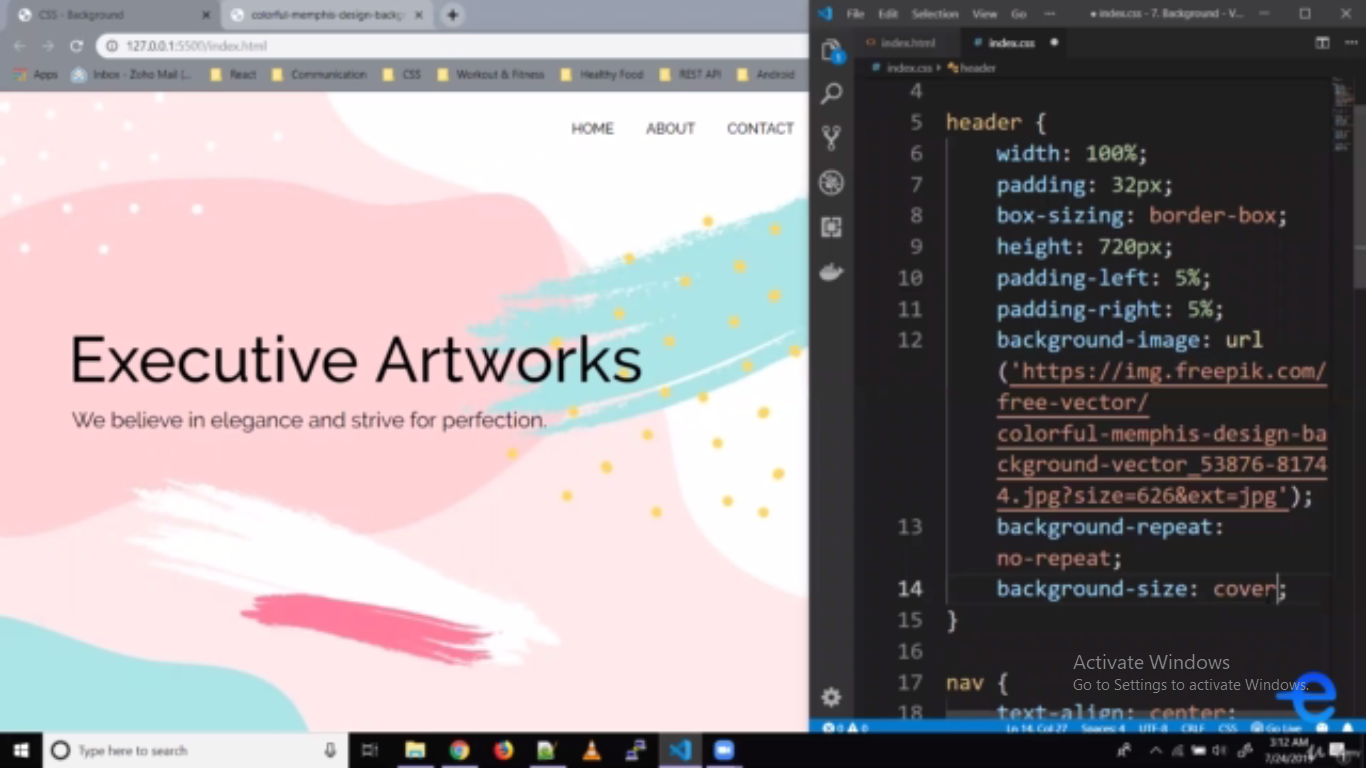 CSS - Background
colorful-memphis-design-backg
127.0.0.1:5500/index.html
Apps
Inbox - Zoho Mail (..
React
Communication
CSS
Workout & Fitness
Healthy Food
REST API
Android
HOME ABOUT CONTACT
Executive Artworks
We believe in elegance and strive for perfection.
File Edit Selection View Go ··· • index.css - 7. Background - V...
index.html
index.css
index.css > header
4
5 header {
6 width: 100%;
7 padding: 32px;
8 box-sizing: border-box;
9 height: 720px;
10 padding-left: 5%;
11 padding-right: 5%;
12 background-image: url
('https://img.freepik.com/
free-vector/
colorful-memphis-design-ba
ckground-vector_53876-8174
4.jpg?size=626&ext=jpg');
13 background-repeat:
no-repeat;
14 background-size: cover;
15 }
16
17 nav {
18 text-align: center;
Activate Windows
Go to Settings to activate Windows.
Ln 14, Col 27 Spaces: 4 UTF-8 CRLF CSS Go Live
Type here to search
3:12 AM